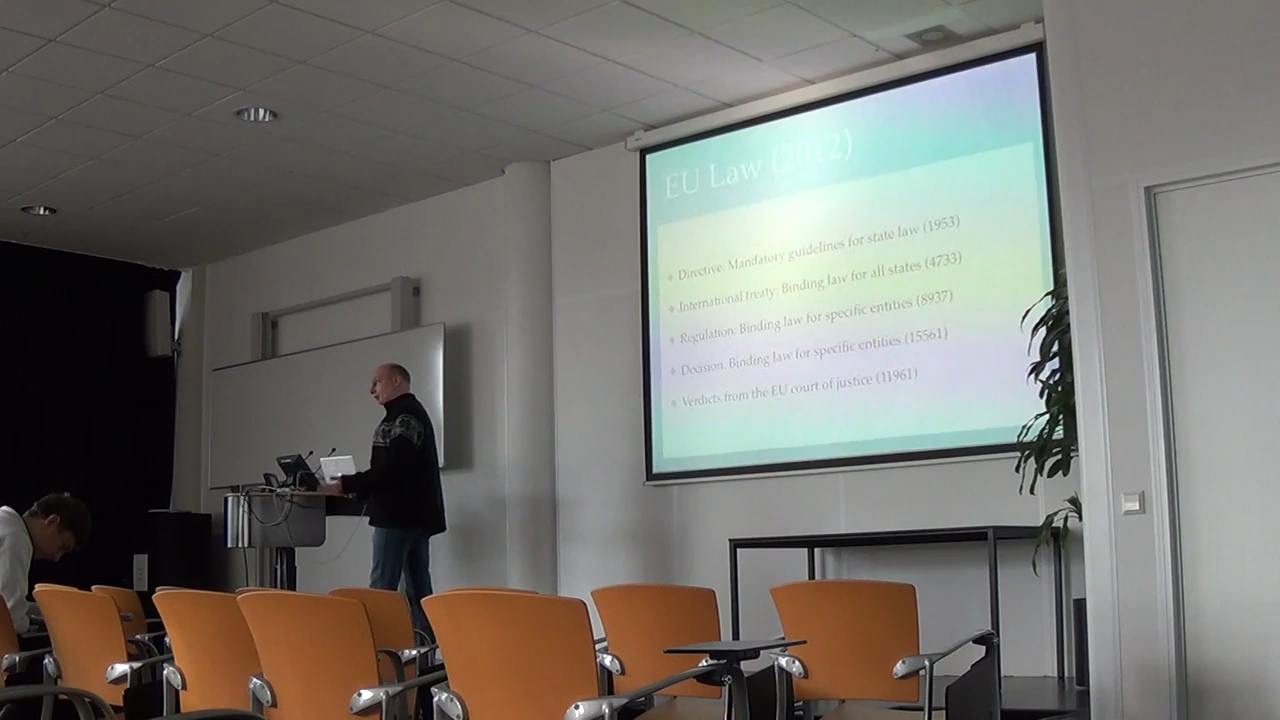 EU Law (2012)
Directive: Mandatory guidelines for state law (1953)
International treaty: Binding law for all states (4733)
Regulation: Binding law for specific entities (8937)
Decision: Binding law for specific entities (15561)
Verdicts from the EU court of justice (11961)